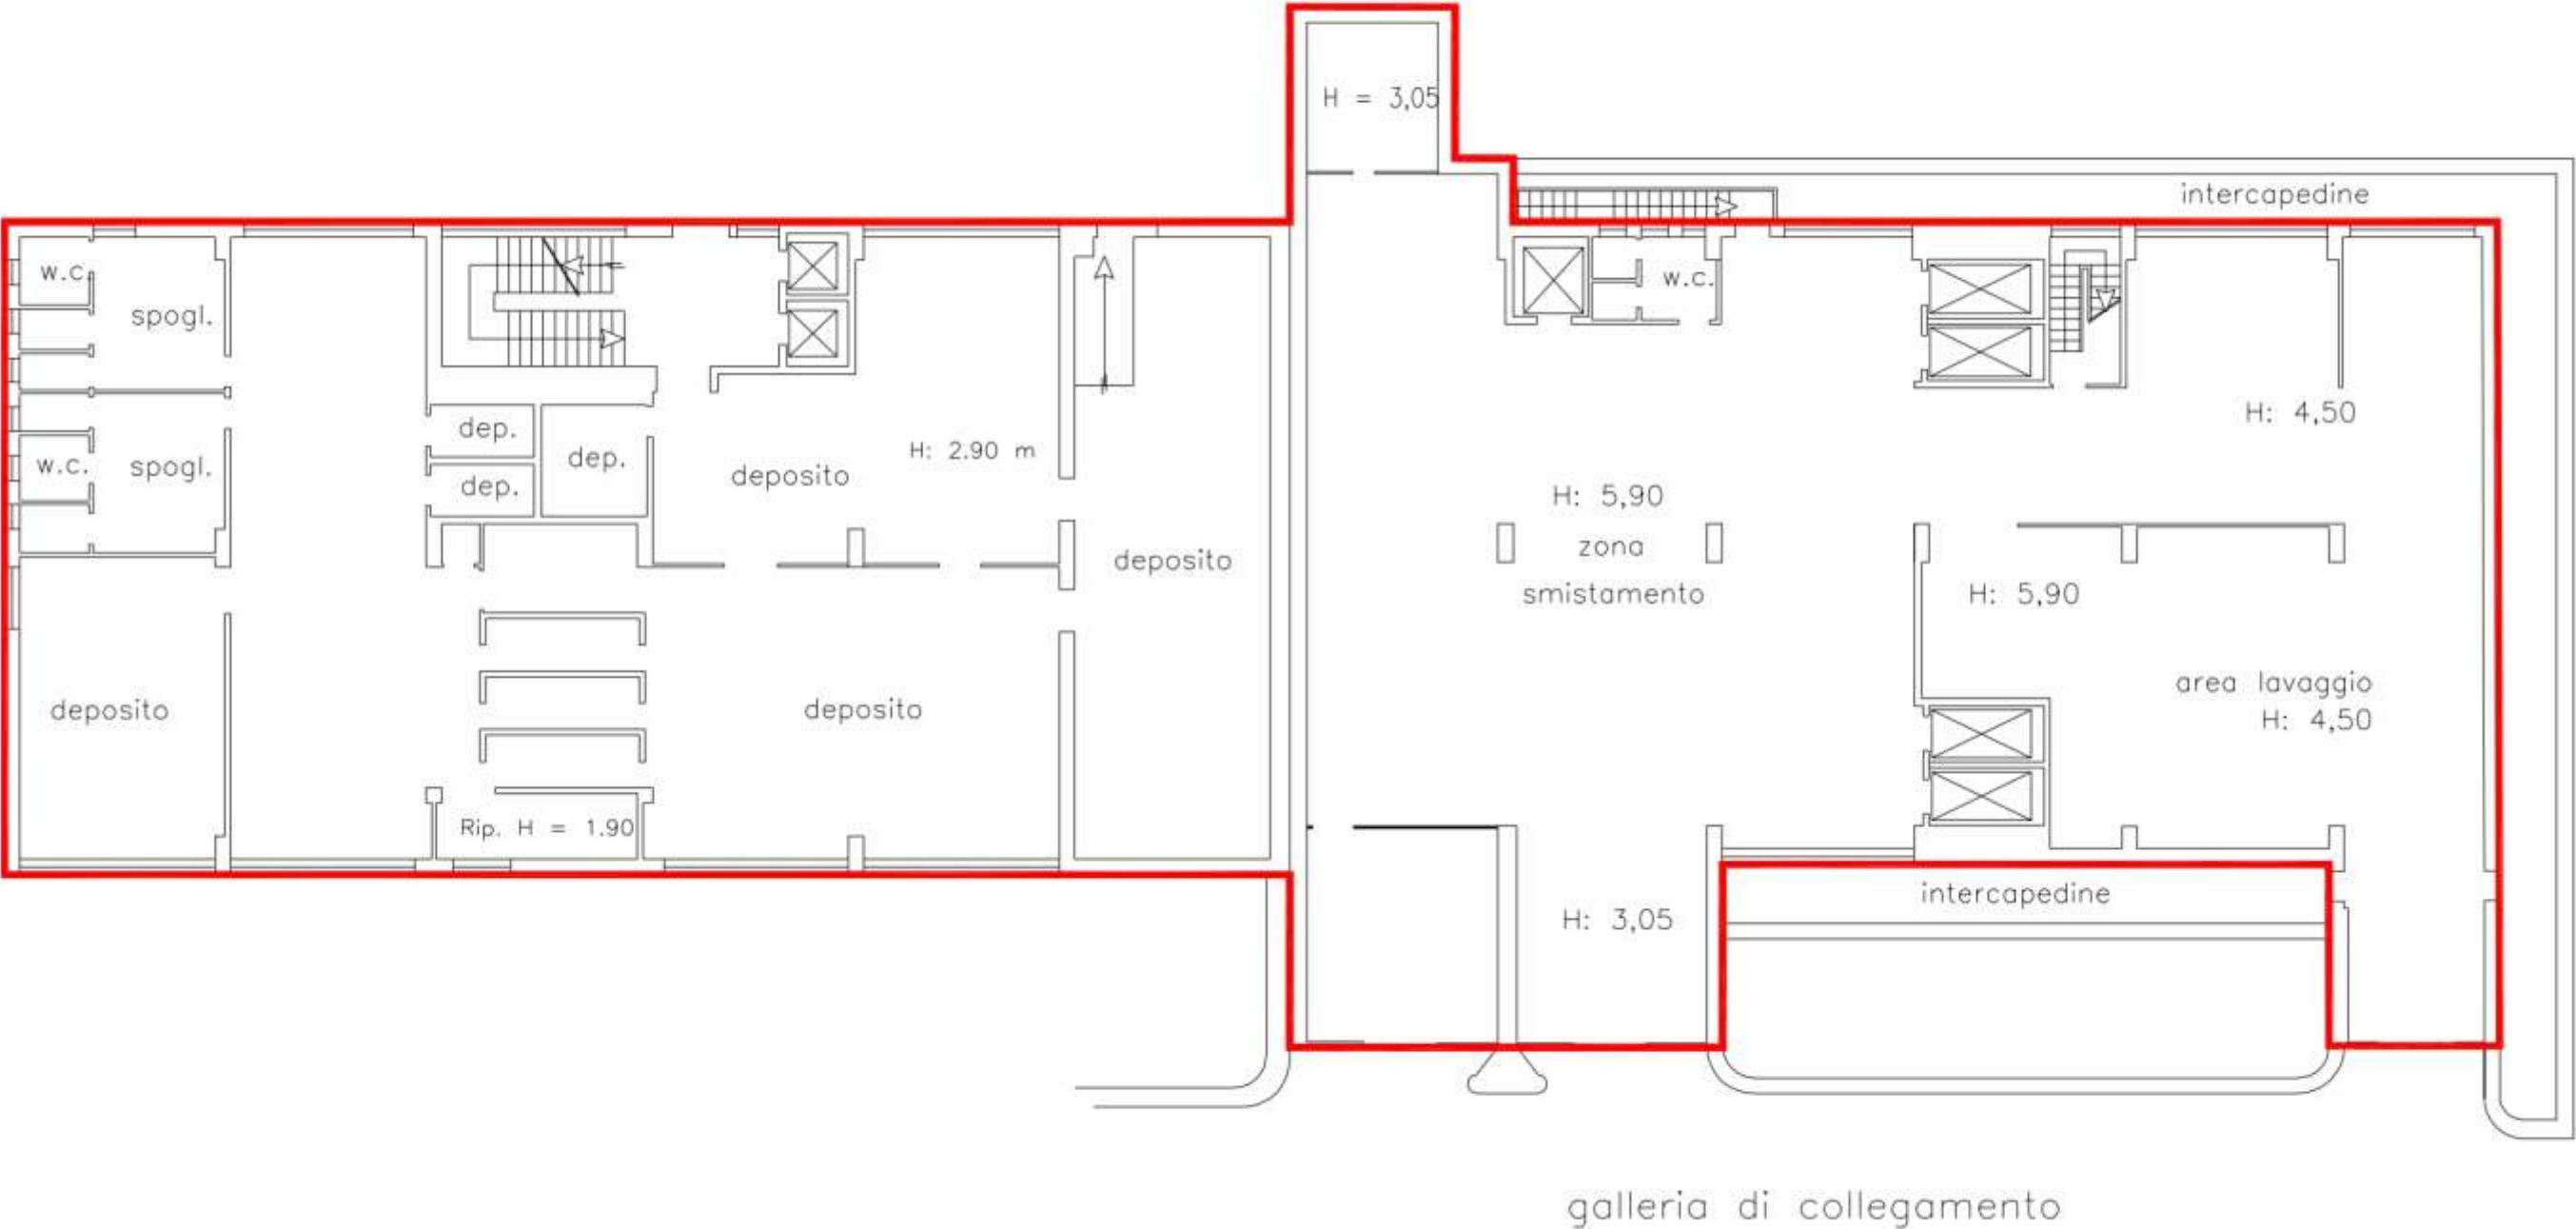 H = 3,05
intercapedine
w.c.
spogl.
w.c.
dep.
dep.
dep.
w.c.
spogl.
deposito
H: 2.90 m
deposito
H: 4,50
H: 5,90
zona
smistamento
H: 5,90
deposito
deposito
area lavaggio
H: 4,50
Rip. H = 1.90
H: 3,05
intercapedine
galleria di collegamento